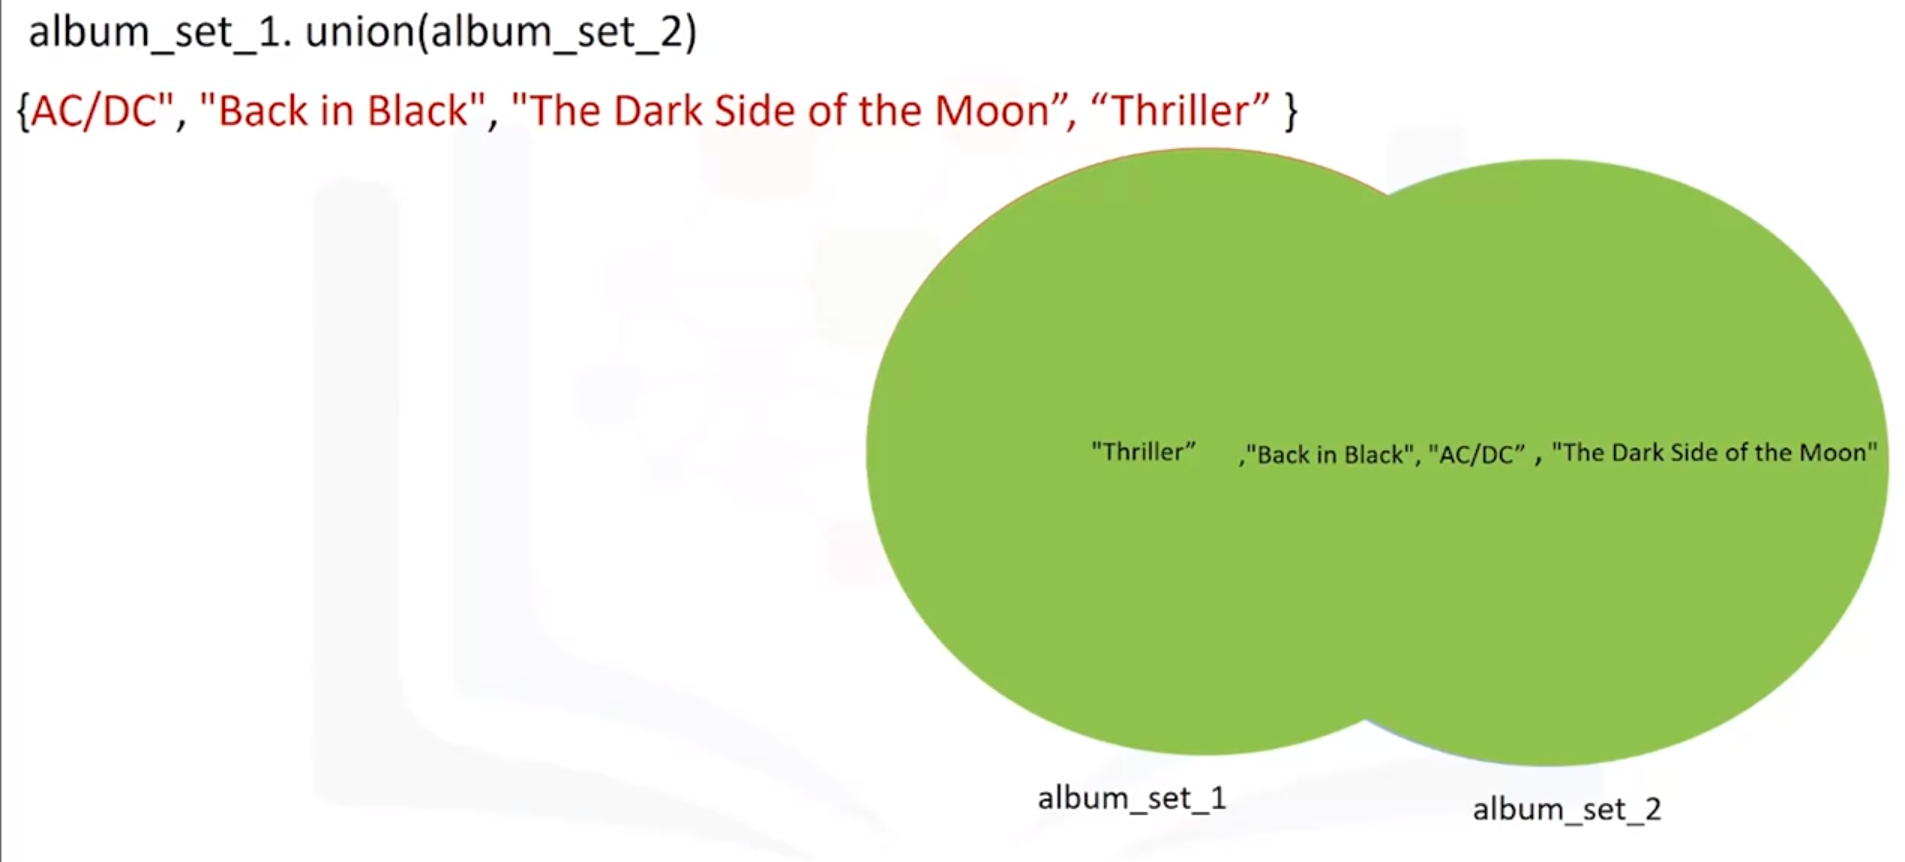 album_set_1. union(album_set_2)
{AC/DC", "Back in Black", "The Dark Side of the Moon”, “Thriller” }
"Thriller” ,"Back in Black", "AC/DC” , "The Dark Side of the Moon"
album_set_1
album_set_2